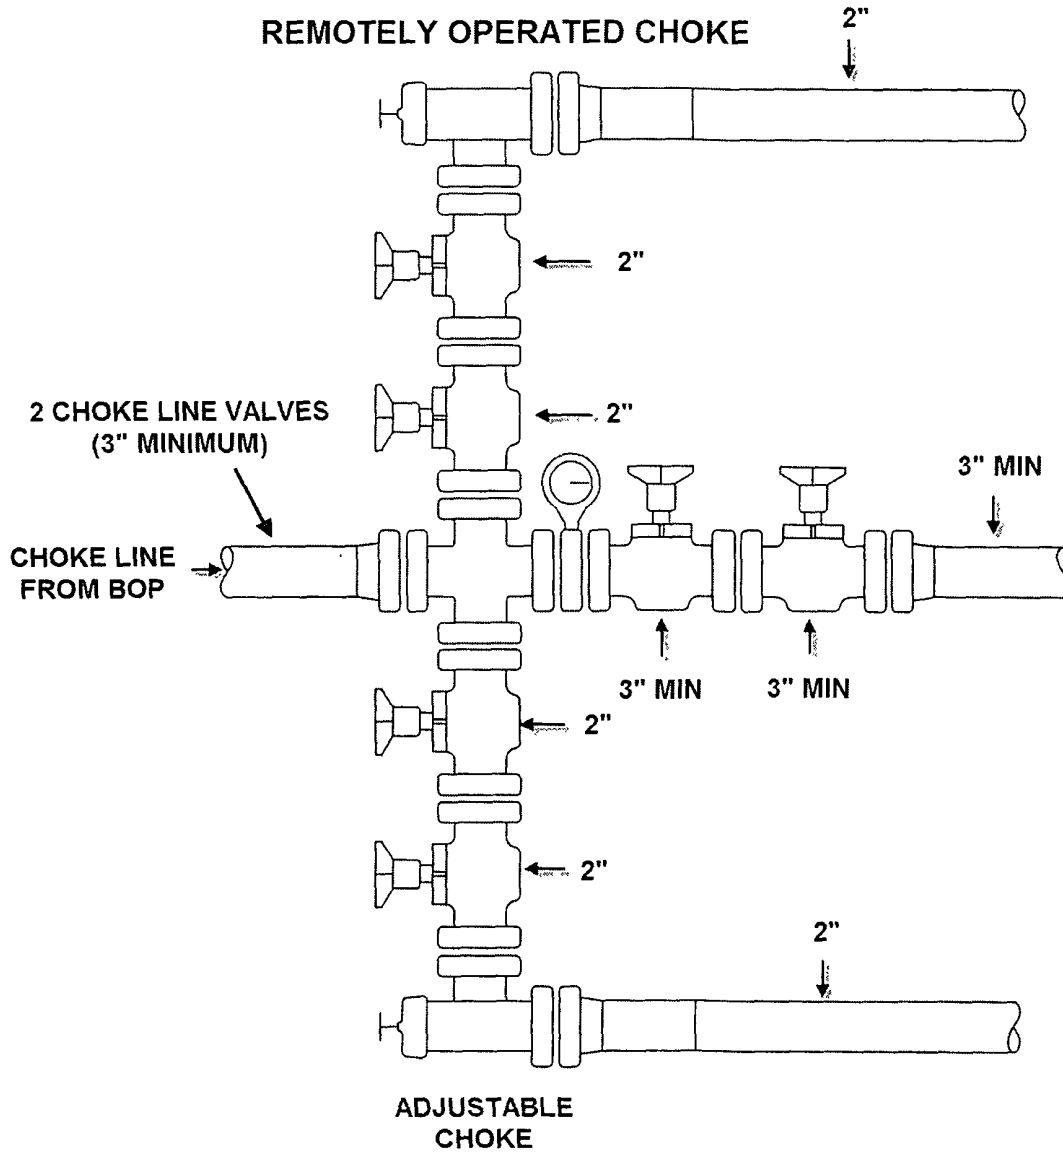 REMOTELY OPERATED CHOKE
2"
2"
2"
2 CHOKE LINE VALVES
(3" MINIMUM)
3" MIN
CHOKE LINE
FROM BOP
3" MIN
3" MIN
2"
2"
2"
ADJUSTABLE
CHOKE